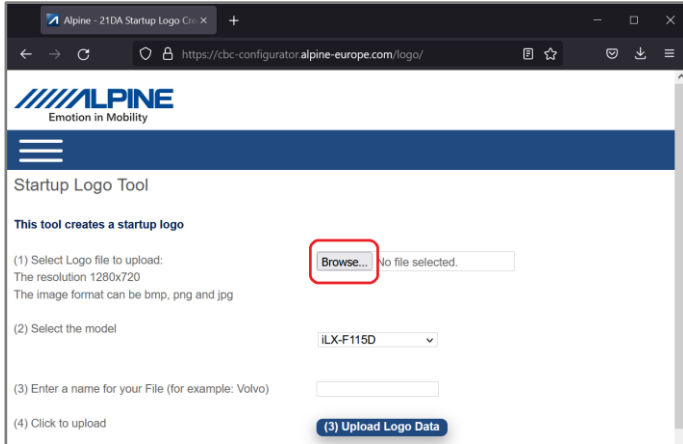 Alpine - 21DA Startup Logo Cre
https://cbc-configurator.alpine-europe.com/logo/
ALPINE
Emotion in Mobility
Startup Logo Tool
This tool creates a startup logo
(1) Select Logo file to upload:
Browse... No file selected.
The resolution 1280x720
The image format can be bmp, png and jpg
(2) Select the model
iLX-F115D
(3) Enter a name for your File (for example: Volvo)
(4) Click to upload
(3) Upload Logo Data